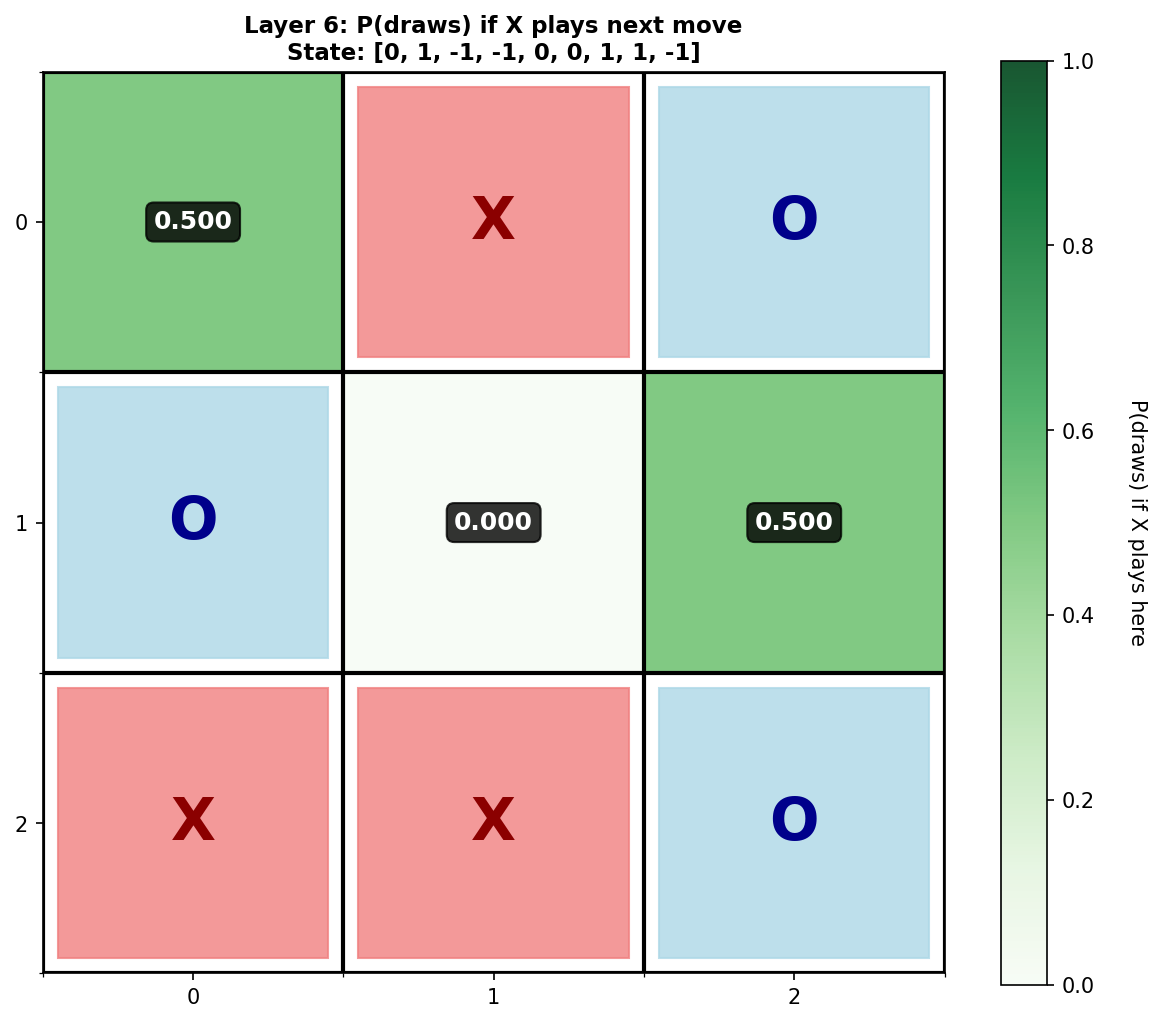 Layer 6: P(draws) if X plays next move
State: [0, 1, -1, -1, 0, 0, 1, 1, -1]
0
0.500
X
O
1
O
0.000
0.500
2
X
X
O
0
1
2
1.0
0.8
0.6
0.4
0.2
0.0
P(draws) if X plays here